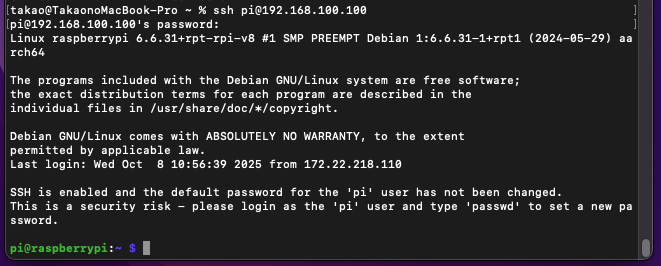 [takao@TakaonoMacBook-Pro ~ % ssh pi@192.168.100.100 ]
[pi@192.168.100.100's password: ]
Linux raspberrypi 6.6.31+rpt-rpi-v8 #1 SMP PREEMPT Debian 1:6.6.31-1+rpt1 (2024-05-29) aa
rch64
The programs included with the Debian GNU/Linux system are free software;
the exact distribution terms for each program are described in the
individual files in /usr/share/doc/*/copyright.
Debian GNU/Linux comes with ABSOLUTELY NO WARRANTY, to the extent
permitted by applicable law.
Last login: Wed Oct  8 10:56:39 2025 from 172.22.218.110
SSH is enabled and the default password for the 'pi' user has not been changed.
This is a security risk - please login as the 'pi' user and type 'passwd' to set a new pa
ssword.
pi@raspberrypi:~ $